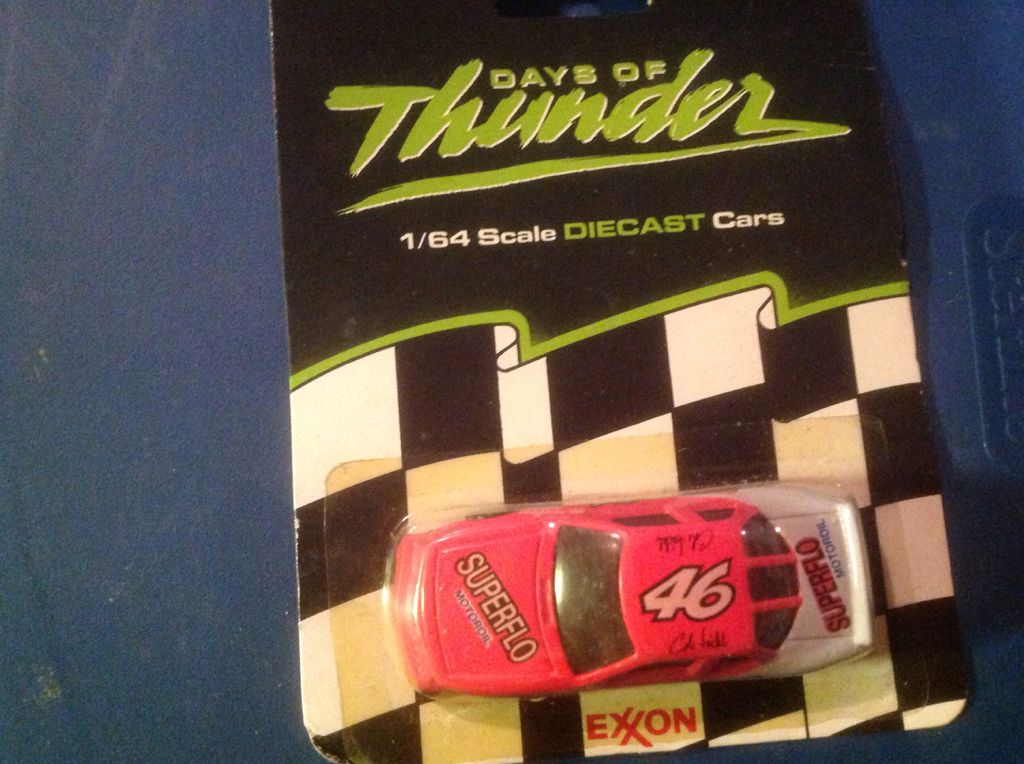 DAYS OF
Thunder
1/64 Scale DIECAST Cars
SUPERFLO
MOTOROIL
46
SUPERFLO
MOTOROIL
EXXON